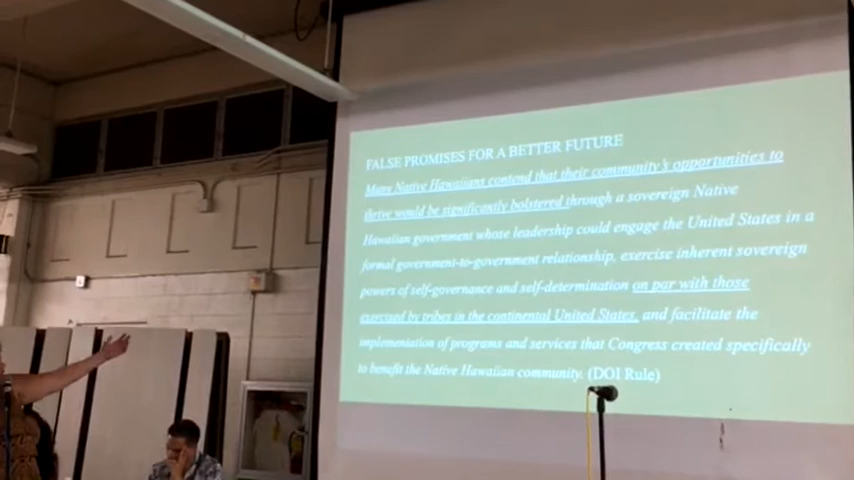 FALSE PROMISES FOR A BETTER FUTURE
Many Native Hawaiians contend that their community's opportunities to
thrive would be significantly bolstered through a sovereign Native
Hawaiian government whose leadership could engage the United States in a
formal government-to-government relationship, exercise inherent sovereign
powers of self-governance and self-determination on par with those
exercised by tribes in the continental United States, and facilitate the
implementation of programs and services that Congress created specifically
to benefit the Native Hawaiian community. (DOI Rule)